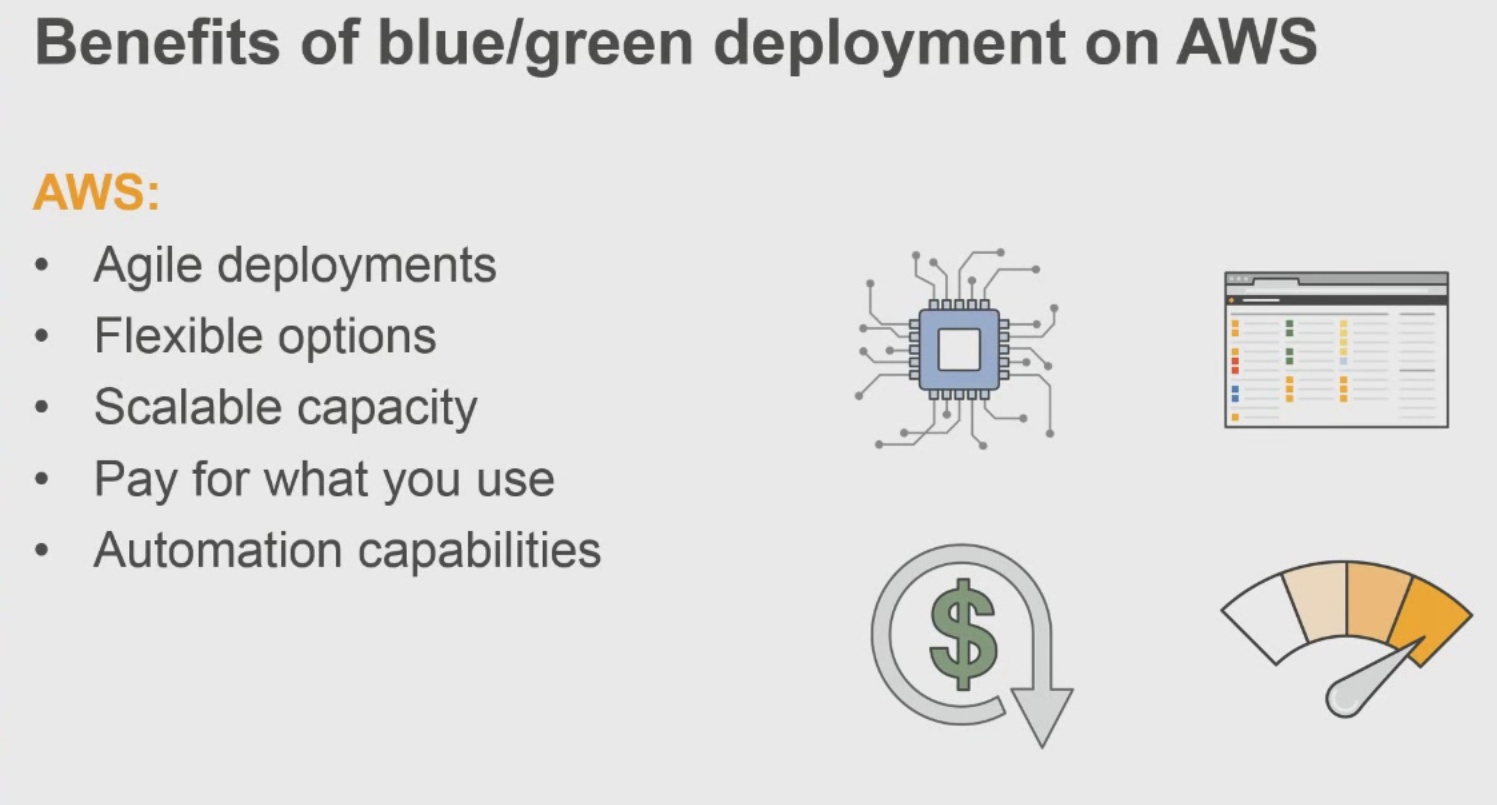 Benefits of blue/green deployment on AWS
AWS:
• Agile deployments
• Flexible options
• Scalable capacity
• Pay for what you use
• Automation capabilities